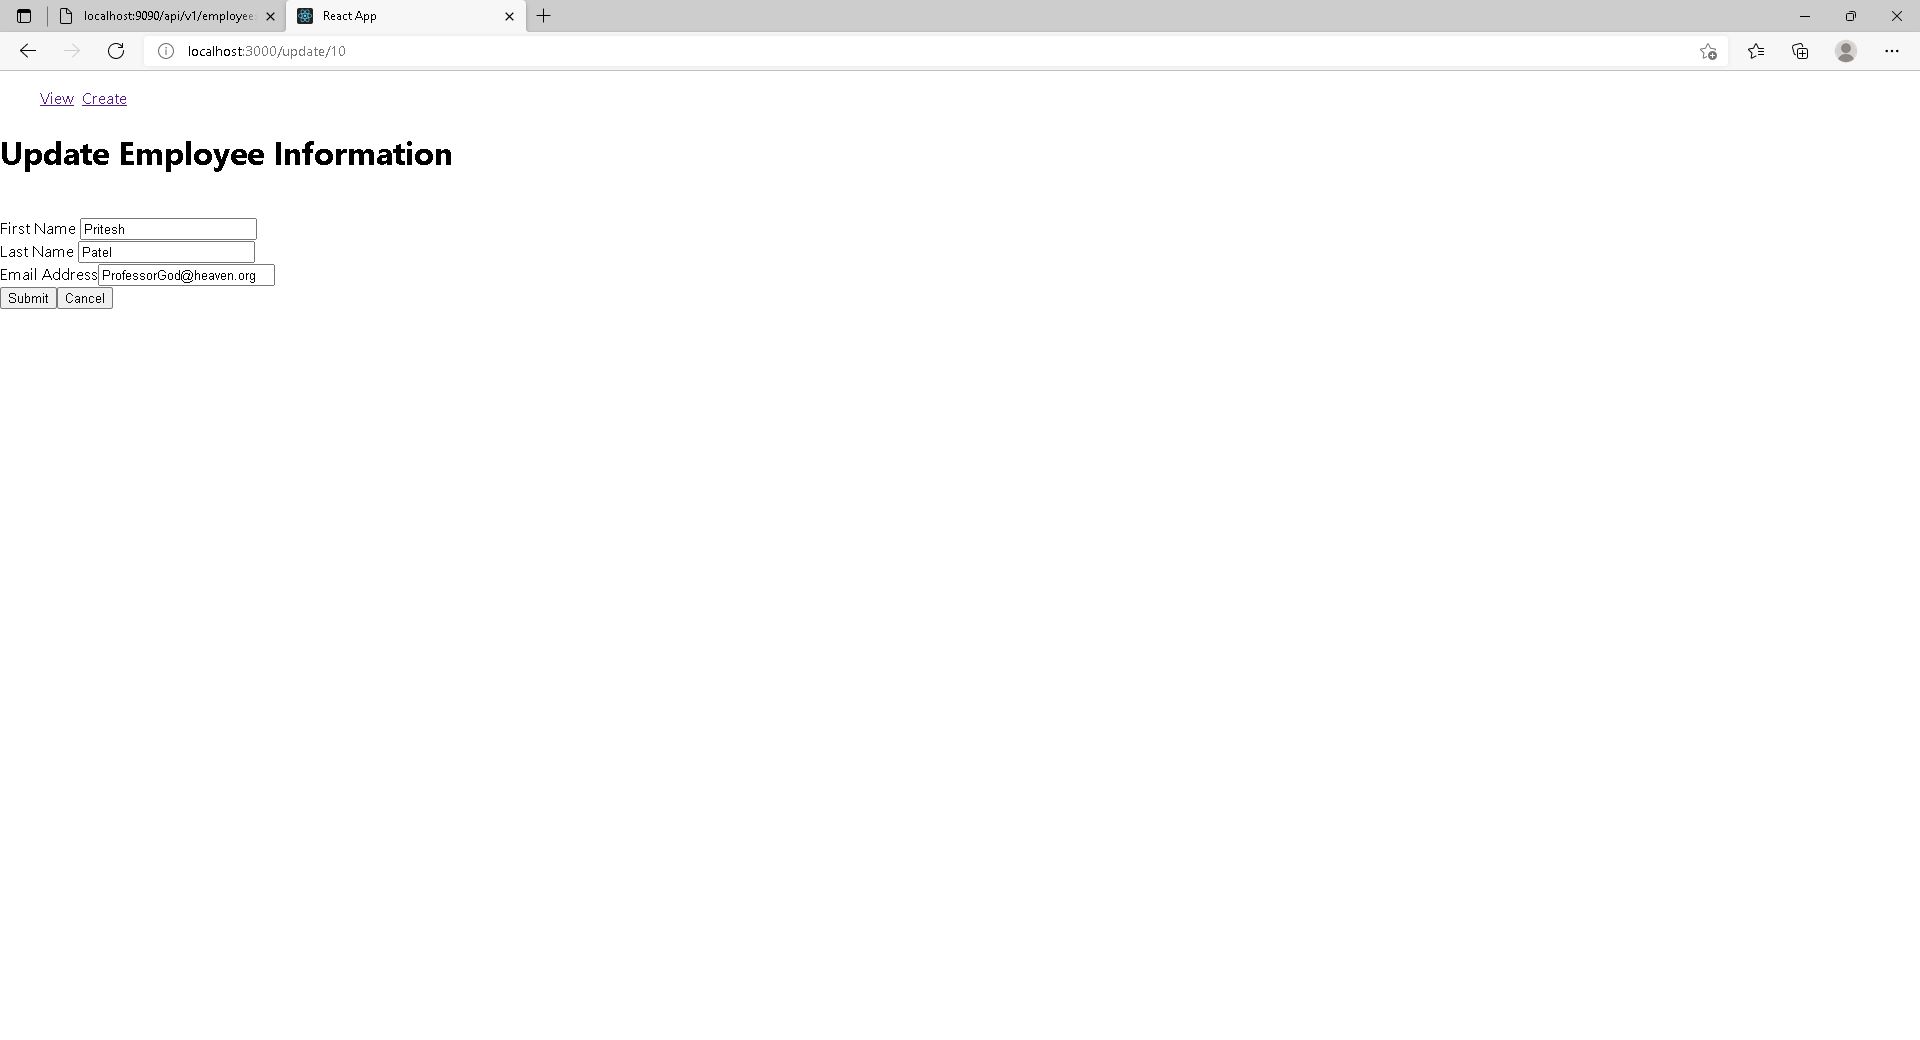 localhost:9090/api/v1/employee
React App
localhost:3000/update/10
View Create
Update Employee Information
First Name Pritesh
Last Name Patel
Email Address ProfessorGod@heaven.org
Submit Cancel